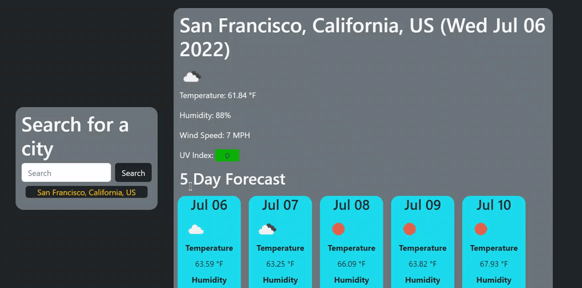 San Francisco, California, US (Wed Jul 06
2022)
Temperature: 61.84 °F
Humidity: 88%
Wind Speed: 7 MPH
UV Index: 0
Search for a
city
Search Search
San Francisco, California, US
5 Day Forecast
Jul 06 Jul 07 Jul 08 Jul 09 Jul 10
Temperature Temperature Temperature Temperature Temperature
63.59 °F 63.25 °F 66.09 °F 63.82 °F 67.93 °F
Humidity Humidity Humidity Humidity Humidity